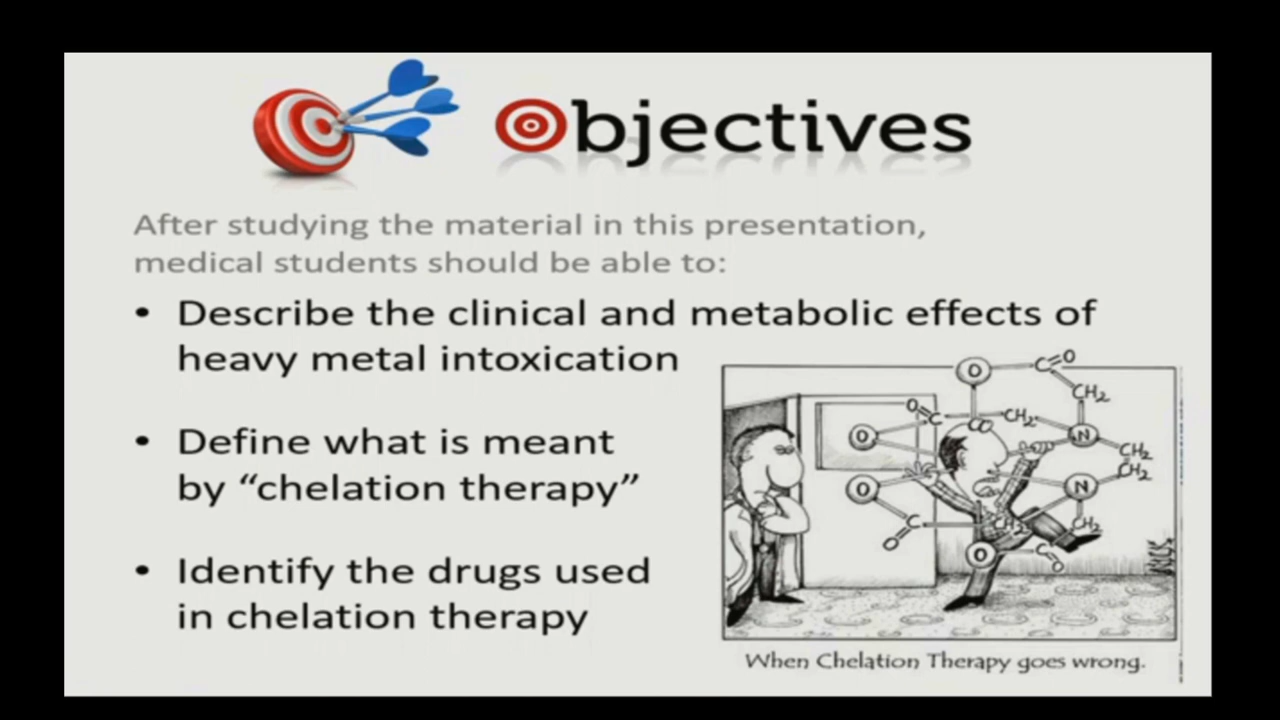 Objectives
After studying the material in this presentation,
medical students should be able to:
• Describe the clinical and metabolic effects of
heavy metal intoxication
• Define what is meant
by “chelation therapy”
• Identify the drugs used
in chelation therapy
O C O
CH₂
O C CH₂ N
O
CH₂
CH₂
O N
C CH₂ CH₂
O
O C
O
When Chelation Therapy goes wrong.